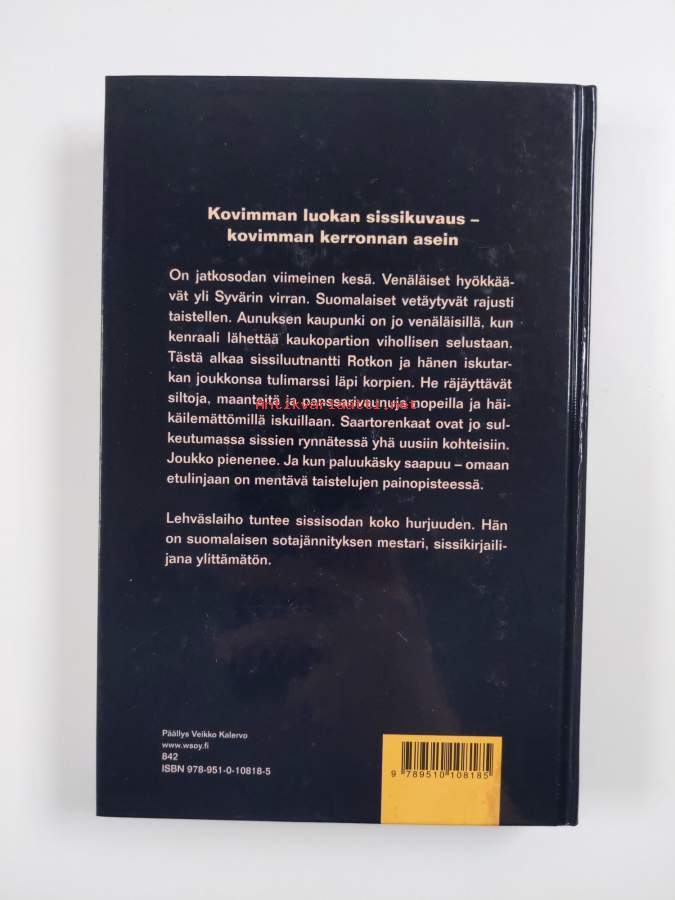 Kovimman luokan sissikuvaus –
kovimman kerronnan asein
On jatkosodan viimeinen kesä. Venäläiset hyökkää-
vät yli Syvärin virran. Suomalaiset vetäytyvät rajusti
taistellen. Aunuksen kaupunki on jo venäläisillä, kun
kenraali lähettää kaukopartion vihollisen selustaan.
Tästä alkaa sissiluutnantti Rotkon ja hänen iskutar-
kan joukkonsa tulimarssi läpi korpien. He räjäyttävät
siltoja, maanteitä ja panssarivaunuja nopeilla ja häi-
Antikvariaatti.net
käilemättömillä iskuillaan. Saartorenkaat ovat jo sul-
keutumassa sissien rynnätessä yhä uusiin kohteisiin.
Joukko pienenee. Ja kun paluukäsky saapuu – omaan
etulinjaan on mentävä taistelujen painopisteessä.
Lehväslaiho tuntee sissisodan koko hurjuuden. Hän
on suomalaisen sotajännityksen mestari, sissikirjaili-
jana ylittämätön.
Päällys Veikko Kalervo
www.wsoy.fi
842
ISBN 978-951-0-10818-5
9 789510 108185